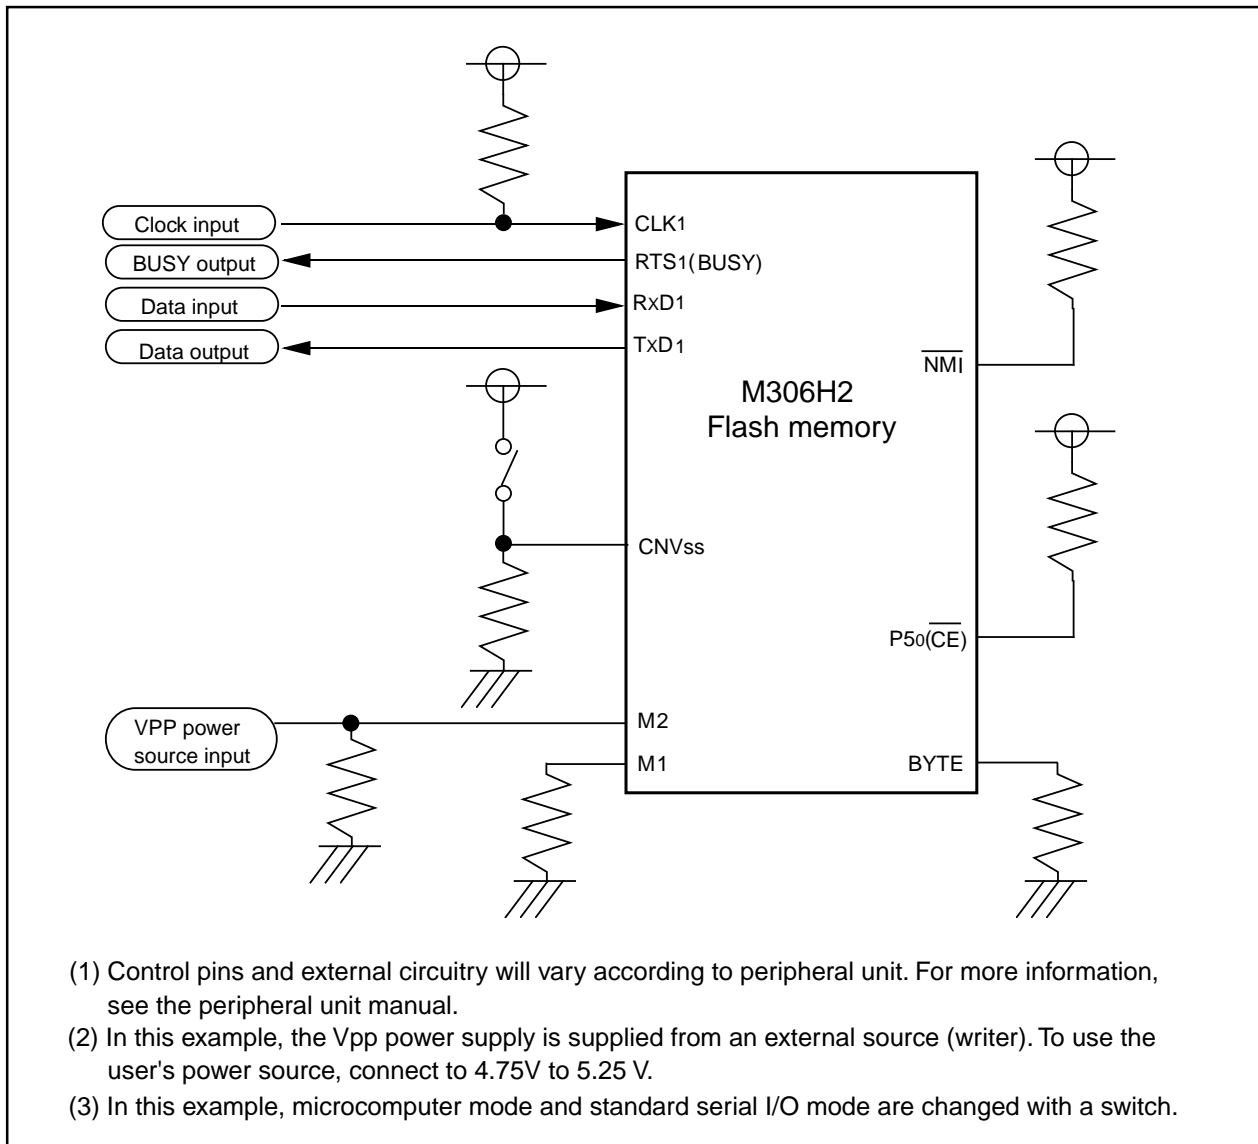 Clock input
BUSY output
Data input
Data output
CLK1
RTS1(BUSY)
RxD1
TxD1
M306H2
Flash memory
NMI
CNVss
P50(CE)
VPP power
source input
M2
M1
BYTE
(1) Control pins and external circuitry will vary according to peripheral unit. For more information,
see the peripheral unit manual.
(2) In this example, the Vpp power supply is supplied from an external source (writer). To use the
user's power source, connect to 4.75V to 5.25 V.
(3) In this example, microcomputer mode and standard serial I/O mode are changed with a switch.